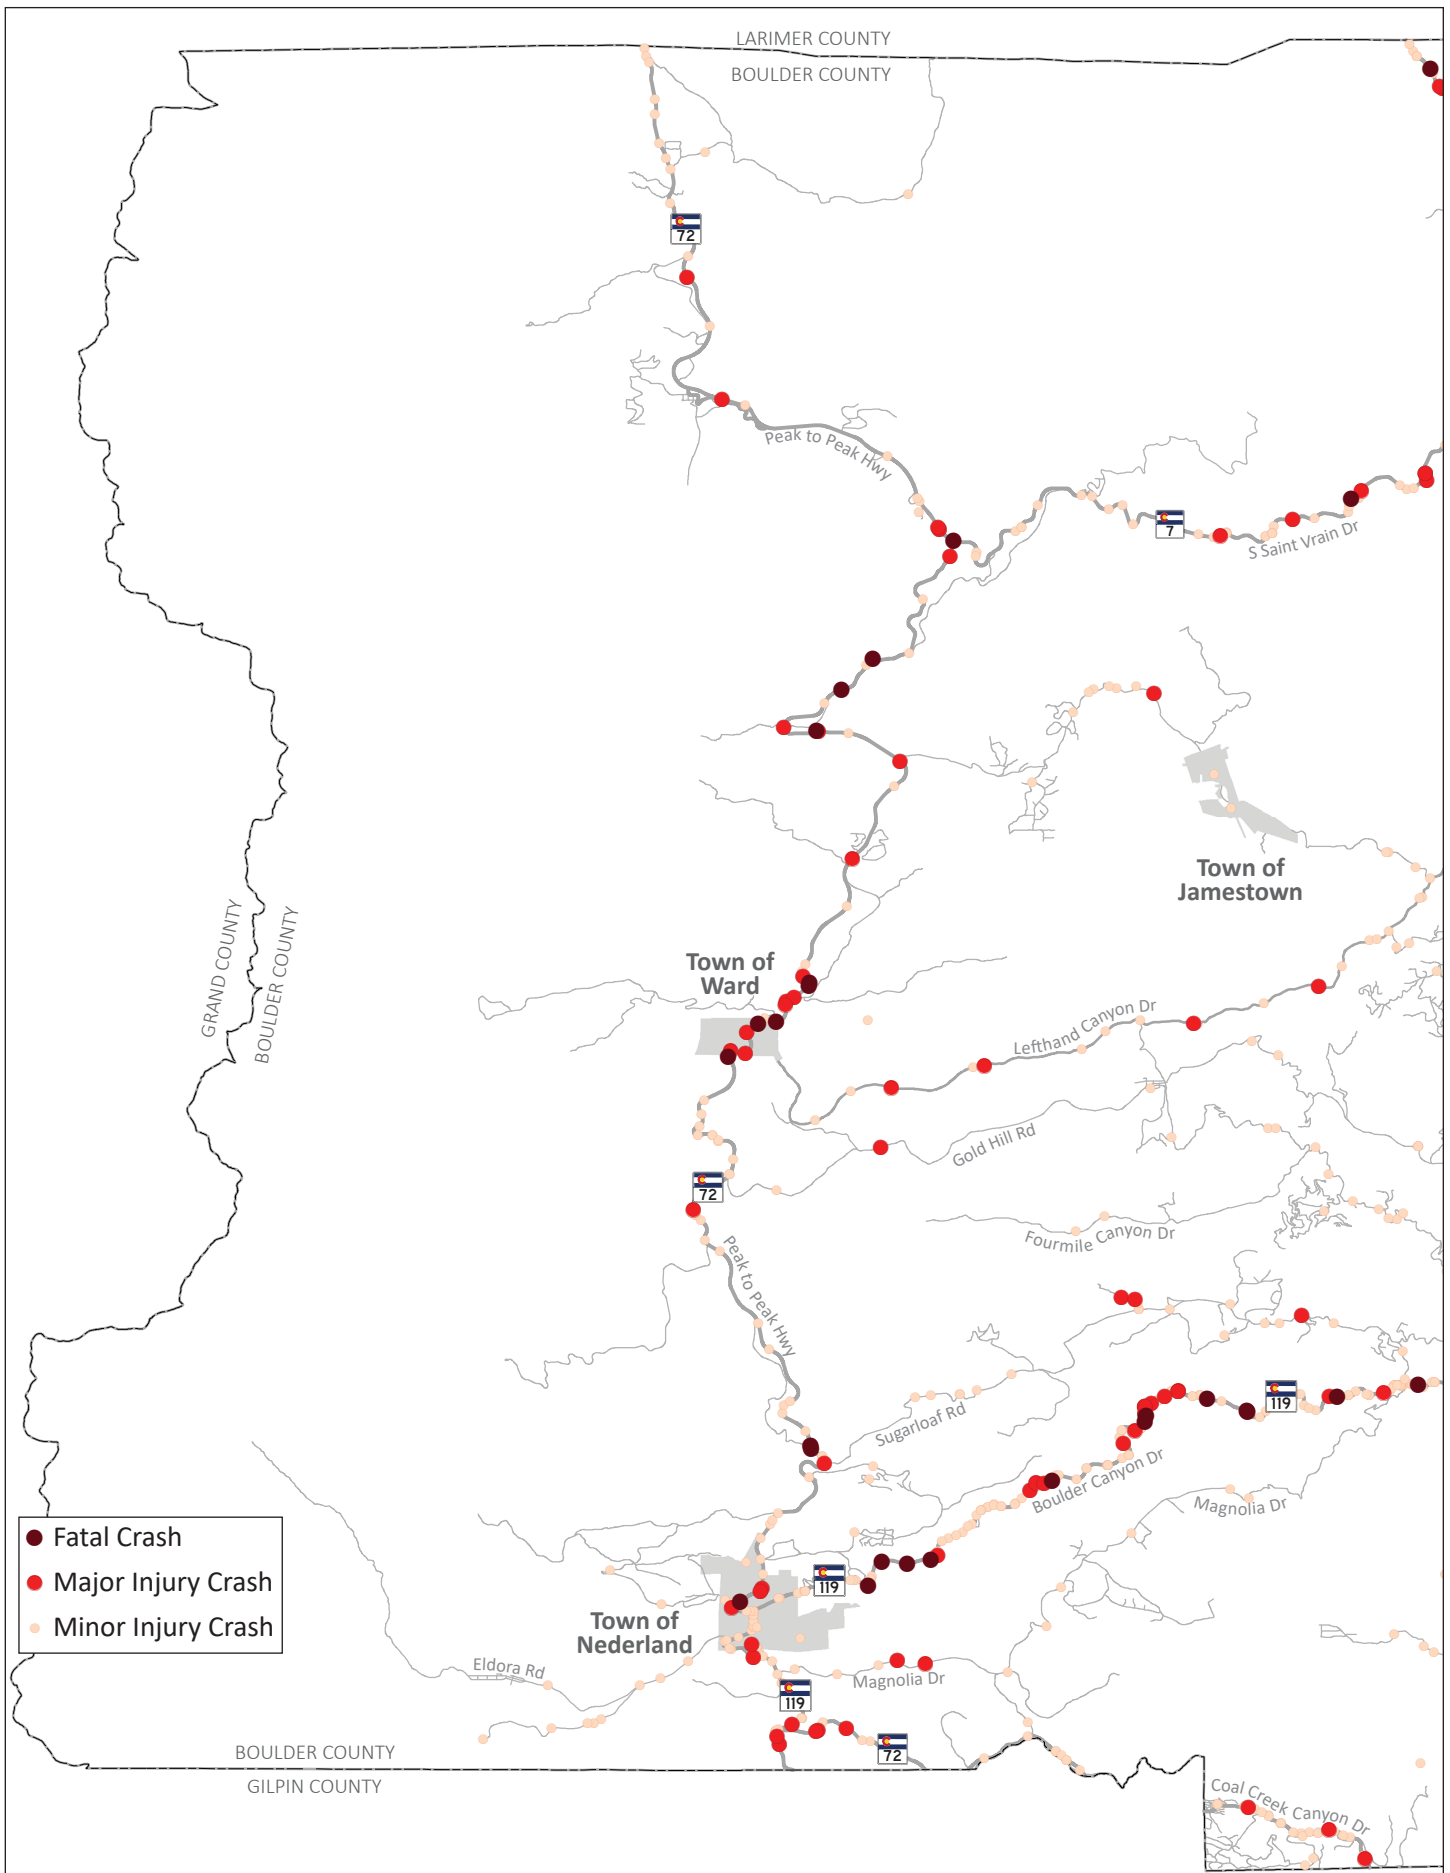 LARIMER COUNTY
BOULDER COUNTY
72
Peak to Peak Hwy
7
S Saint Vrain Dr
Town of
Jamestown
GRAND COUNTY
BOULDER COUNTY
Town of
Ward
Lefthand Canyon Dr
Gold Hill Rd
72
Fourmile Canyon Dr
Peak to Peak Hwy
119
Sugarloaf Rd
Boulder Canyon Dr
Magnolia Dr
Fatal Crash
Major Injury Crash
Minor Injury Crash
119
Town of
Nederland
Eldora Rd
Magnolia Dr
119
72
BOULDER COUNTY
GILPIN COUNTY
Coal Creek Canyon Dr